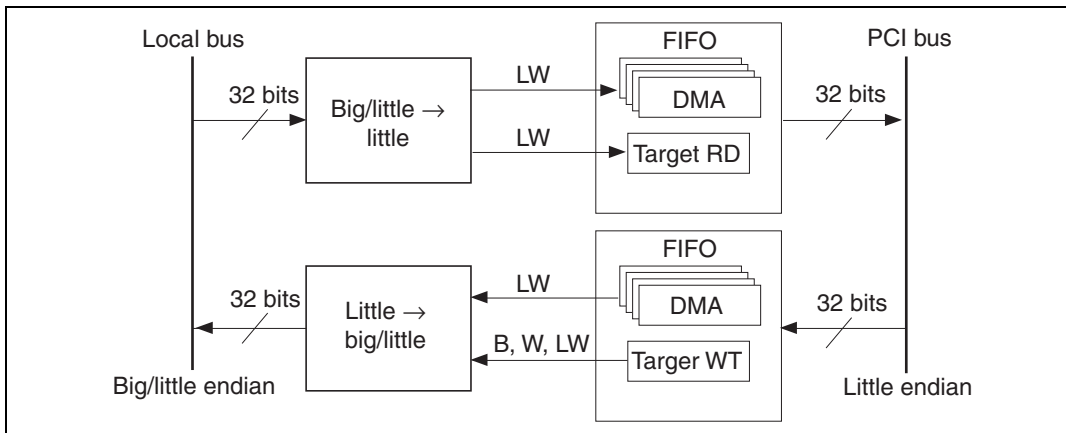 Local bus
FIFO
PCI bus
32 bits
Big/little →
little
LW
LW
DMA
Target RD
32 bits
FIFO
32 bits
Little →
big/little
LW
B, W, LW
DMA
Targer WT
32 bits
Big/little endian
Little endian